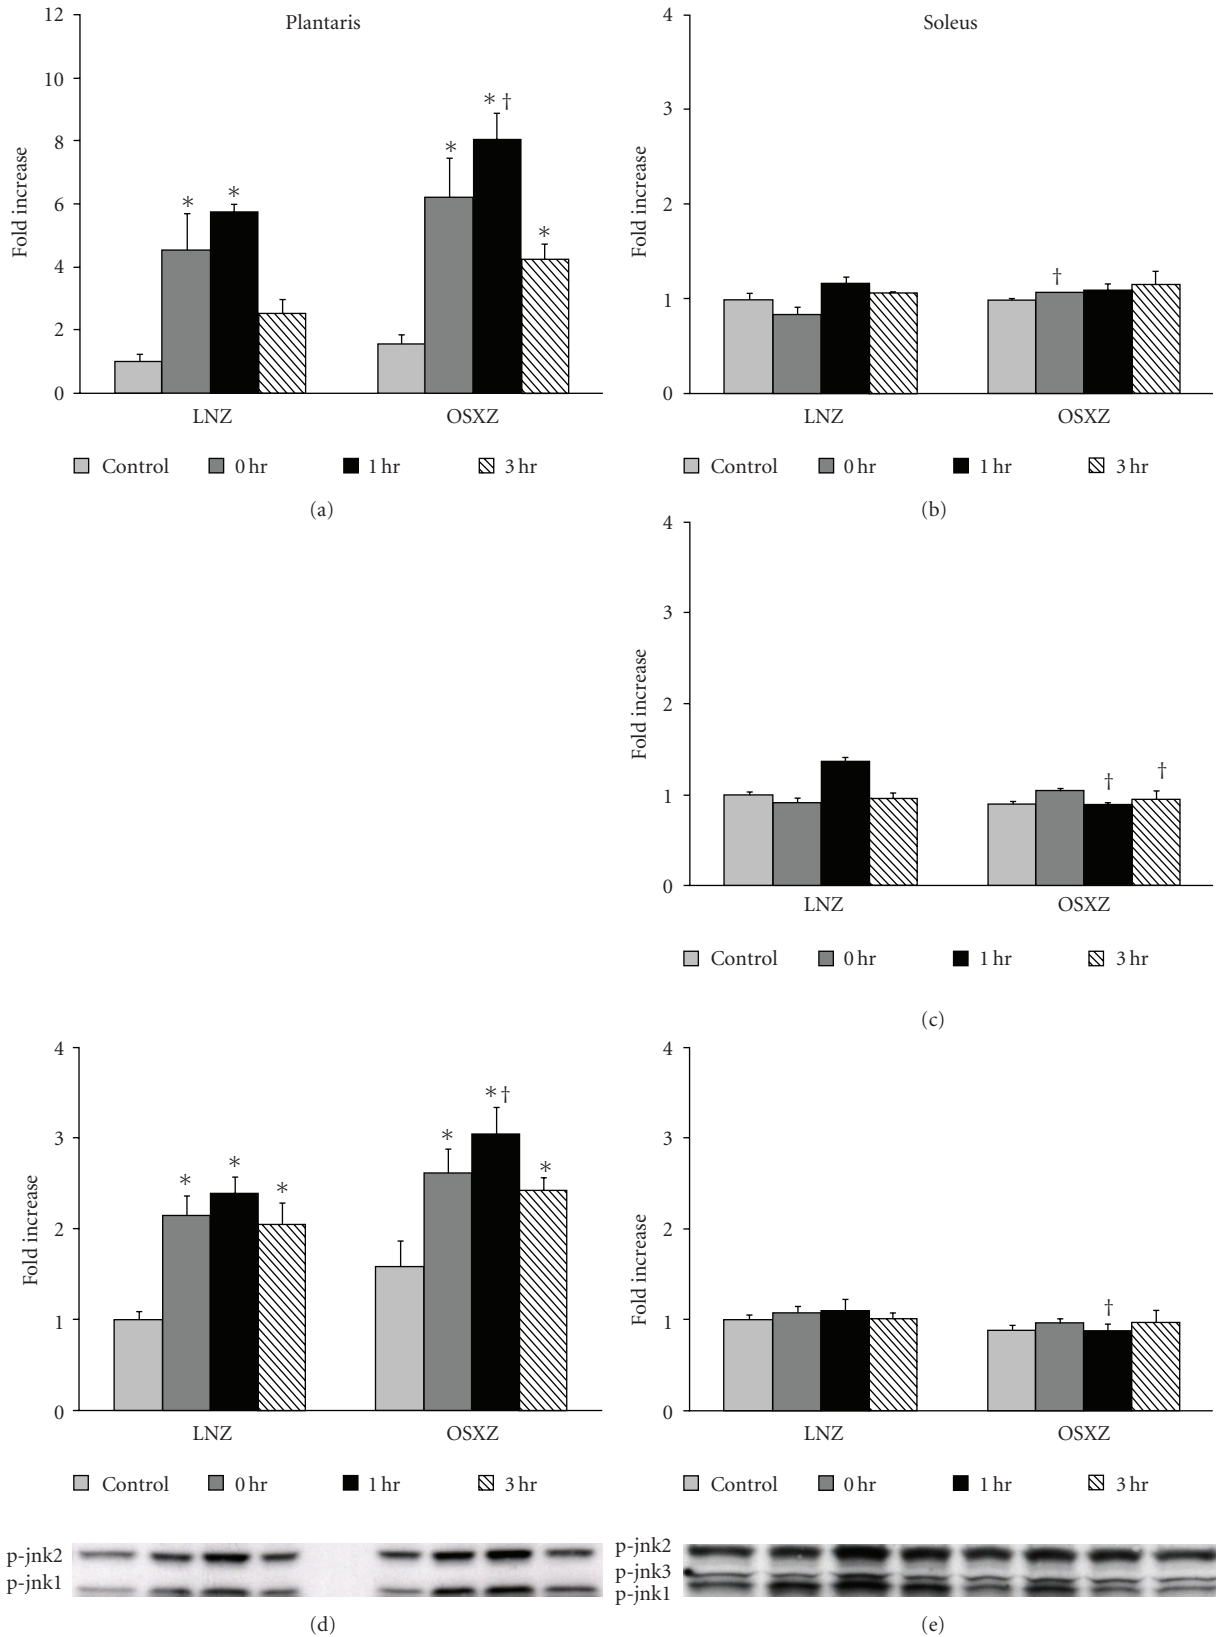 Plantaris
12
10
8
6
4
2
0
Fold increase
*
*
*
* †
*
LNZ OSXZ
Control 0 hr 1 hr 3 hr
(a)
Soleus
4
3
2
1
0
Fold increase
†
LNZ OSXZ
Control 0 hr 1 hr 3 hr
(b)
4
3
2
1
0
Fold increase
†
†
LNZ OSXZ
Control 0 hr 1 hr 3 hr
(c)
4
3
2
1
0
Fold increase
*
*
*
*
* †
*
LNZ OSXZ
Control 0 hr 1 hr 3 hr
p-jnk2
p-jnk1
(d)
4
3
2
1
0
Fold increase
†
LNZ OSXZ
Control 0 hr 1 hr 3 hr
p-jnk2
p-jnk3
p-jnk1
(e)